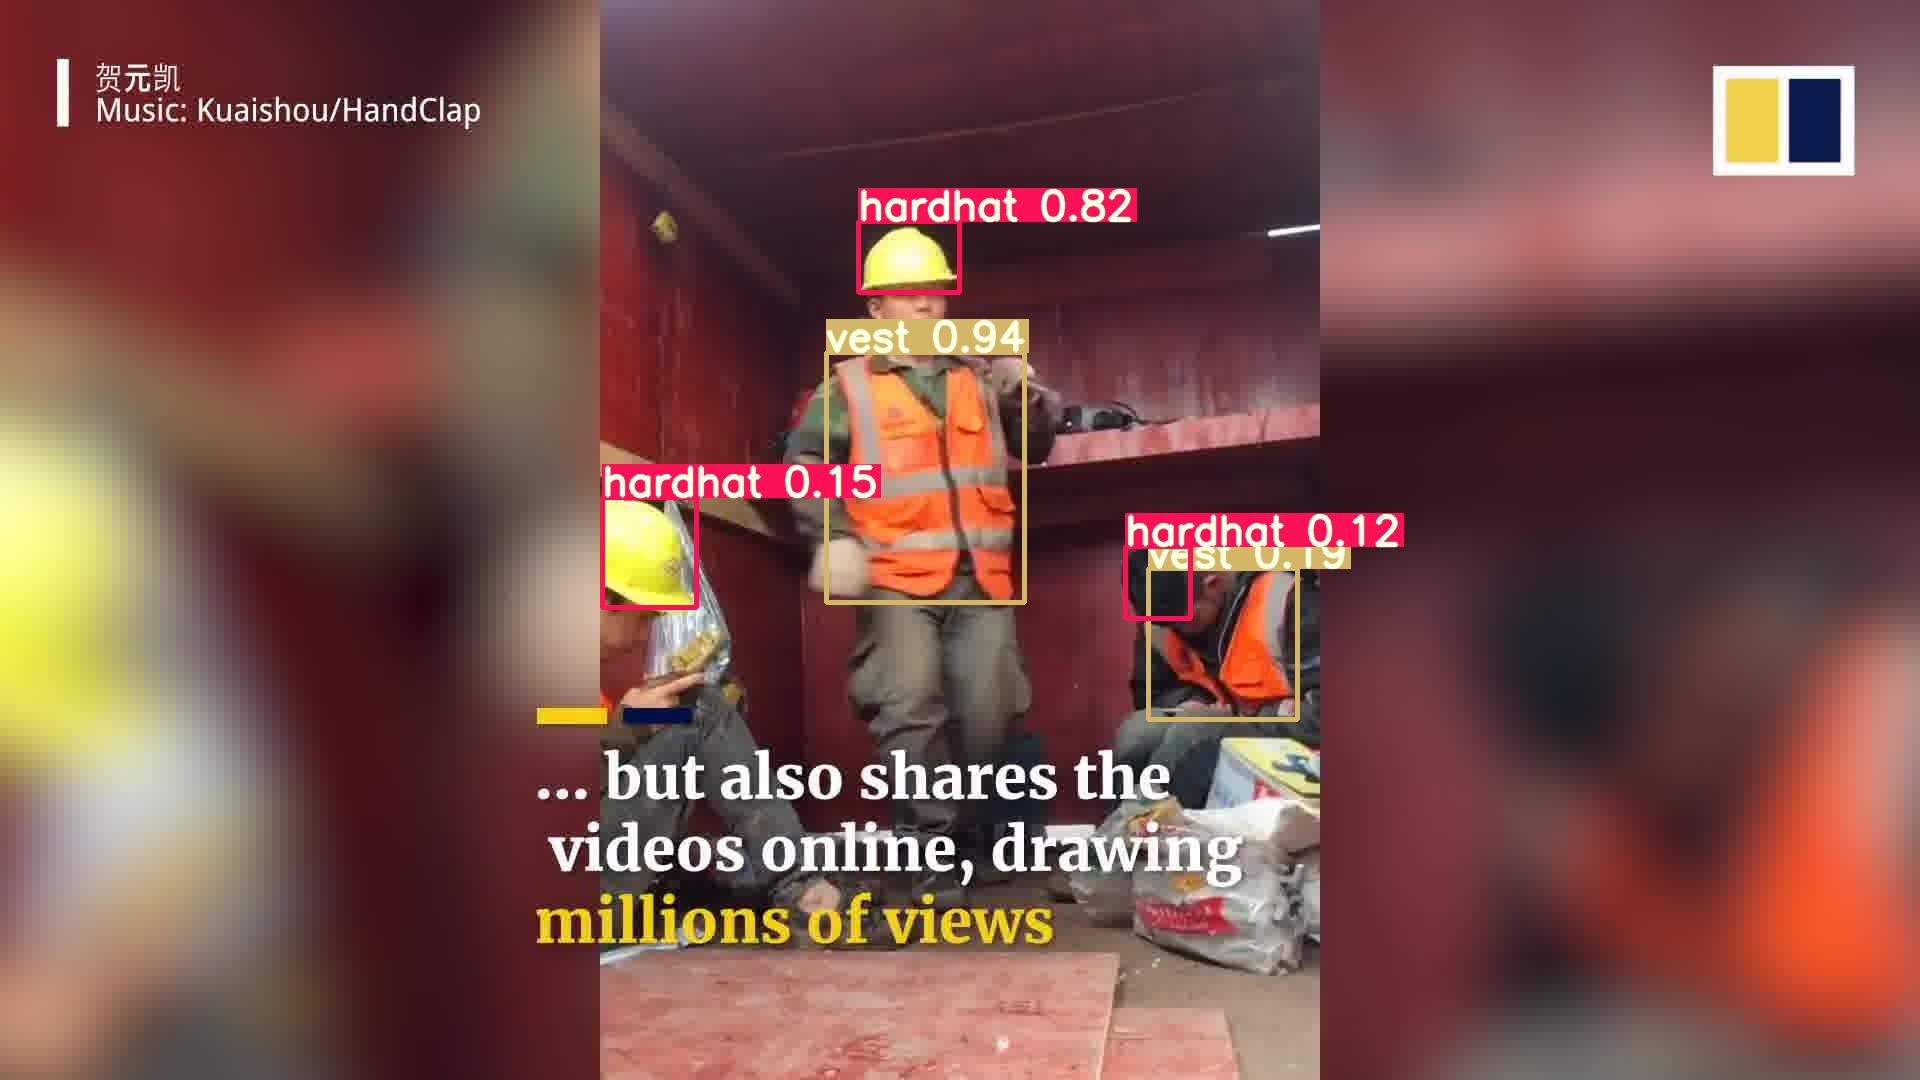 贺元凯
Music: Kuaishou/HandClap
hardhat 0.82
vest 0.94
hardhat 0.15
hardhat 0.12
vest 0.19
... but also shares the
videos online, drawing
millions of views